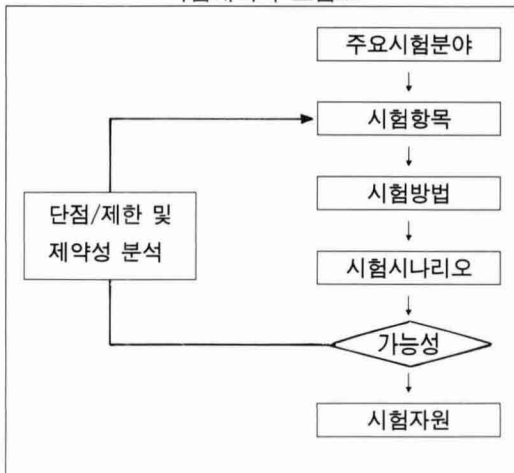 주요시험분야
시험항목
시험방법
단점/제한 및
제약성 분석
시험시나리오
가능성
시험자원